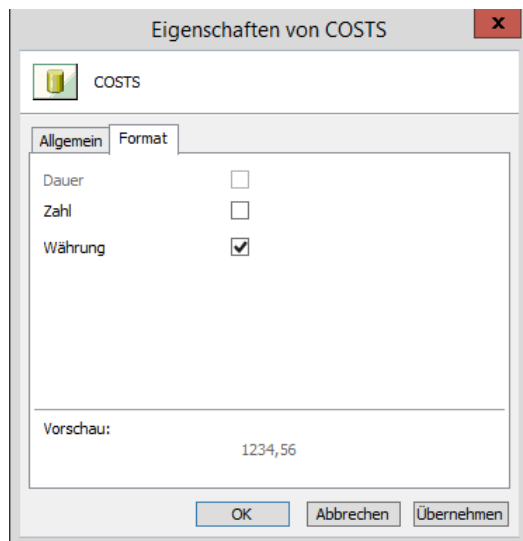 Eigenschaften von COSTS
x
COSTS
Allgemein Format
Dauer
Zahl
Währung
Vorschau:
1234,56
OK Abbrechen Übernehmen